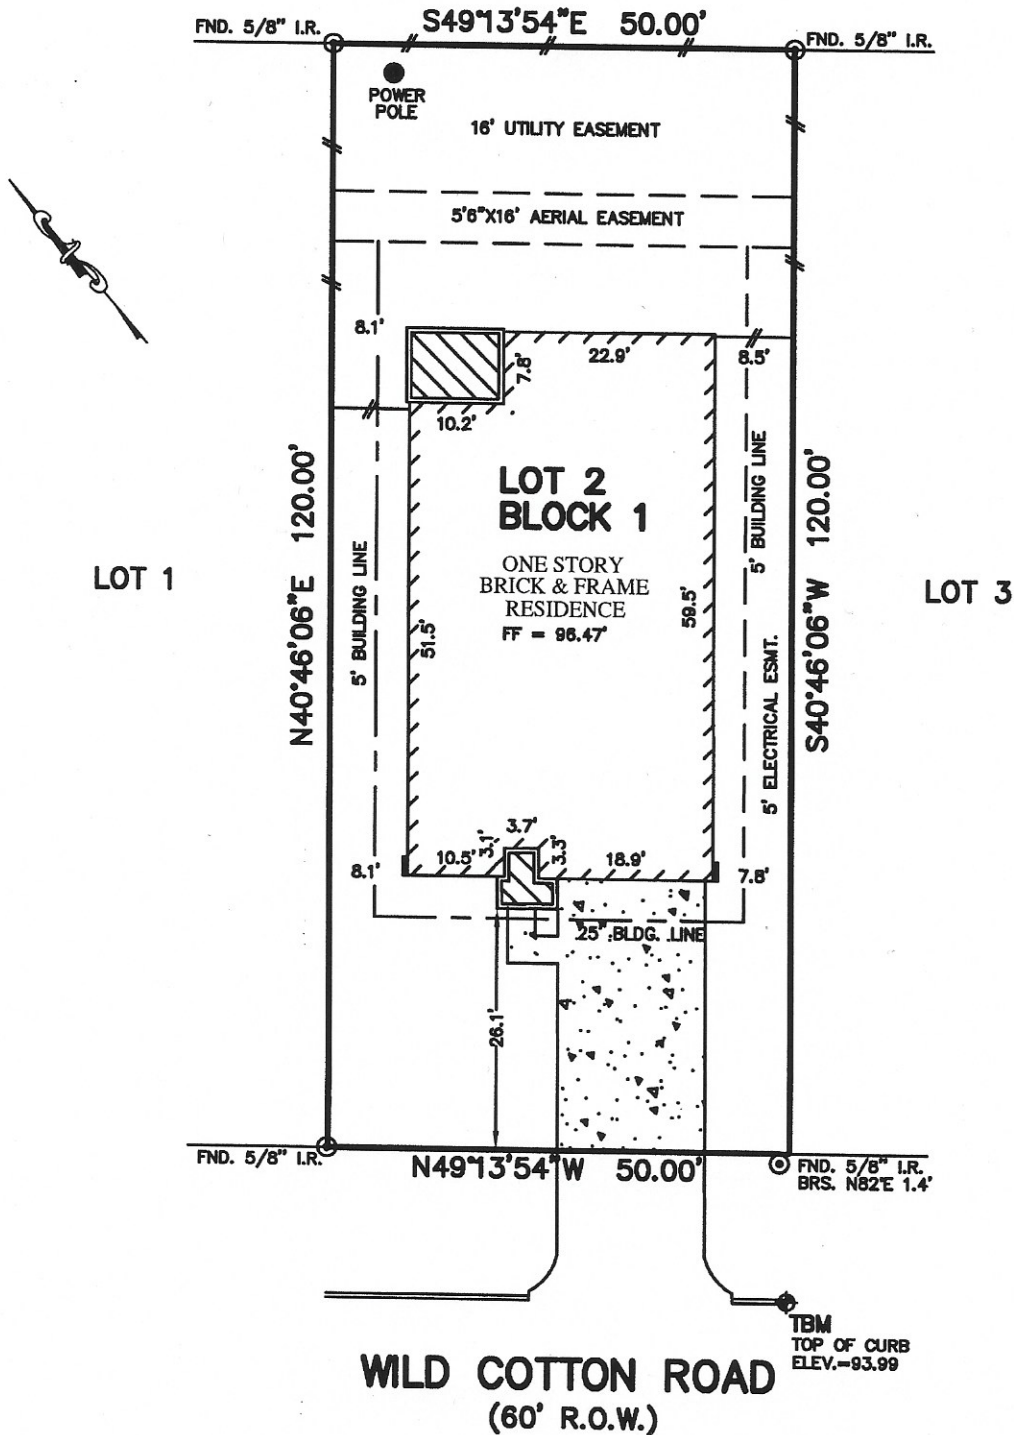 S49°13'54"E 50.00'
FND. 5/8" I.R.
FND. 5/8" I.R.
POWER
POLE
16' UTILITY EASEMENT
5'6"X16' AERIAL EASEMENT
8.1'
7.8'
22.9'
8.5'
10.2'
LOT 2
BLOCK 1
ONE STORY
BRICK & FRAME
RESIDENCE
FF = 96.47'
N40°46'06"E 120.00'
S40°46'06"W 120.00'
LOT 1
LOT 3
5' BUILDING LINE
5' BUILDING LINE
51.5'
59.5'
5' ELECTRICAL ESMT.
8.1'
10.5'
3.1'
3.7'
3.3'
18.9'
7.8'
25' BLDG. LINE
26.1'
FND. 5/8" I.R.
N49°13'54"W 50.00'
FND. 5/8" I.R.
BRS. N82°E 1.4'
TBM
TOP OF CURB
ELEV.=93.99
WILD COTTON ROAD
(60' R.O.W.)